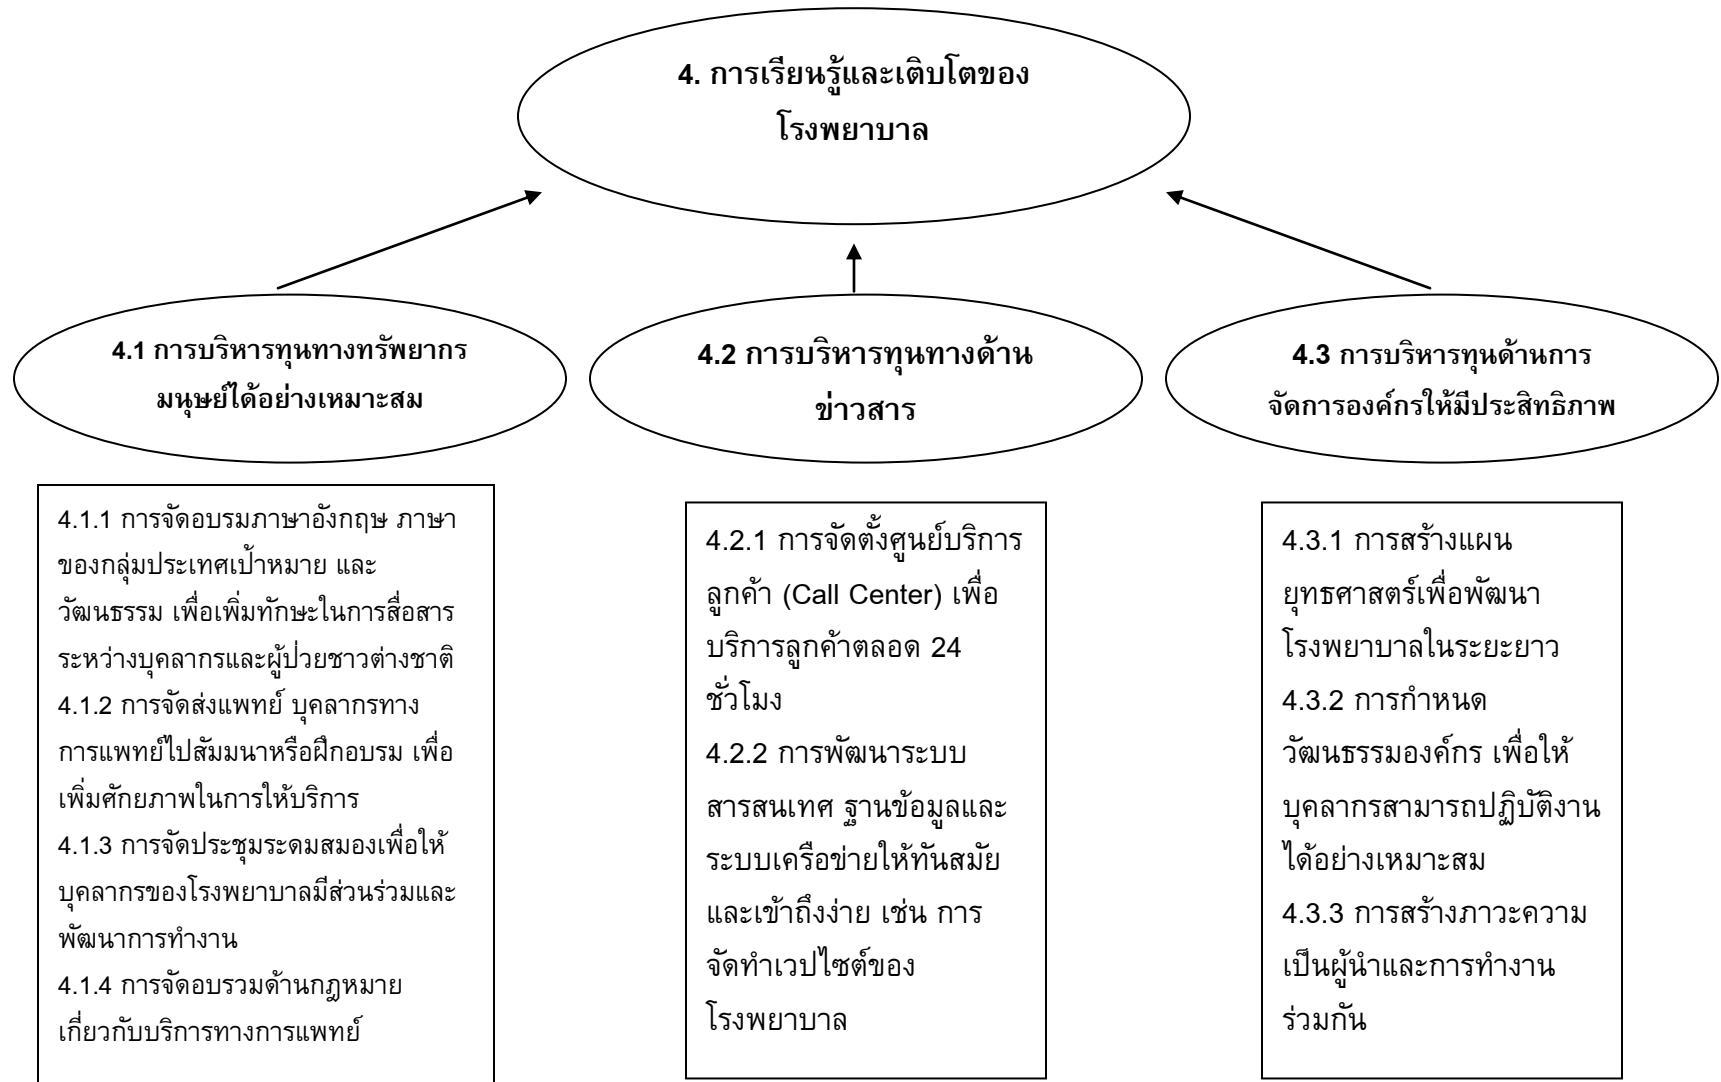 4. การเรียนรู้และเติบโตของ
โรงพยาบาล
4.1 การบริหารทุนทางทรัพยากร
มนุษย์ได้อย่างเหมาะสม
4.2 การบริหารทุนทางด้าน
ข่าวสาร
4.3 การบริหารทุนด้านการ
จัดการองค์กรให้มีประสิทธิภาพ
4.1.1 การจัดอบรมภาษาอังกฤษ ภาษา
ของกลุ่มประเทศเป้าหมาย และ
วัฒนธรรม เพื่อเพิ่มทักษะในการสื่อสาร
ระหว่างบุคลากรและผู้ป่วยชาวต่างชาติ
4.1.2 การจัดส่งแพทย์ บุคลากรทาง
การแพทย์ไปสัมมนาหรือฝึกอบรม เพื่อ
เพิ่มศักยภาพในการให้บริการ
4.1.3 การจัดประชุมระดมสมองเพื่อให้
บุคลากรของโรงพยาบาลมีส่วนร่วมและ
พัฒนาการทำงาน
4.1.4 การจัดอบรวมด้านกฎหมาย
เกี่ยวกับบริการทางการแพทย์
4.2.1 การจัดตั้งศูนย์บริการ
ลูกค้า (Call Center) เพื่อ
บริการลูกค้าตลอด 24
ชั่วโมง
4.2.2 การพัฒนาระบบ
สารสนเทศ ฐานข้อมูลและ
ระบบเครือข่ายให้ทันสมัย
และเข้าถึงง่าย เช่น การ
จัดทำเวปไซต์ของ
โรงพยาบาล
4.3.1 การสร้างแผน
ยุทธศาสตร์เพื่อพัฒนา
โรงพยาบาลในระยะยาว
4.3.2 การกำหนด
วัฒนธรรมองค์กร เพื่อให้
บุคลากรสามารถปฏิบัติงาน
ได้อย่างเหมาะสม
4.3.3 การสร้างภาวะความ
เป็นผู้นำและการทำงาน
ร่วมกัน